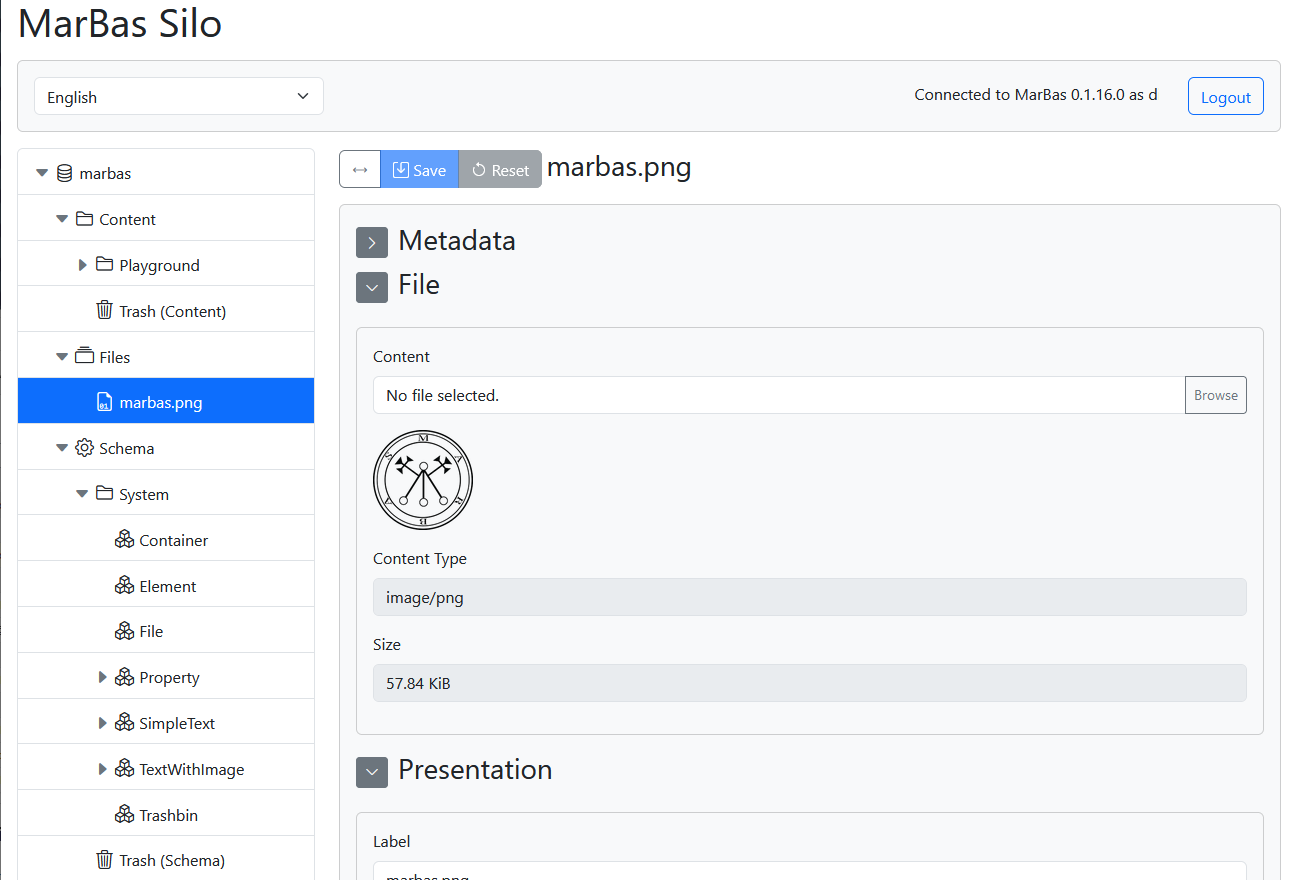 MarBas Silo
English
Connected to MarBas 0.1.16.0 as d
Logout
marbas
Content
Playground
Trash (Content)
Files
marbas.png
Schema
System
Container
Element
File
Property
SimpleText
TextWithImage
Trashbin
Trash (Schema)
Save
Reset
marbas.png
Metadata
File
Content
No file selected.
Browse
M A R B A S
Content Type
image/png
Size
57.84 KiB
Presentation
Label
marbas.png